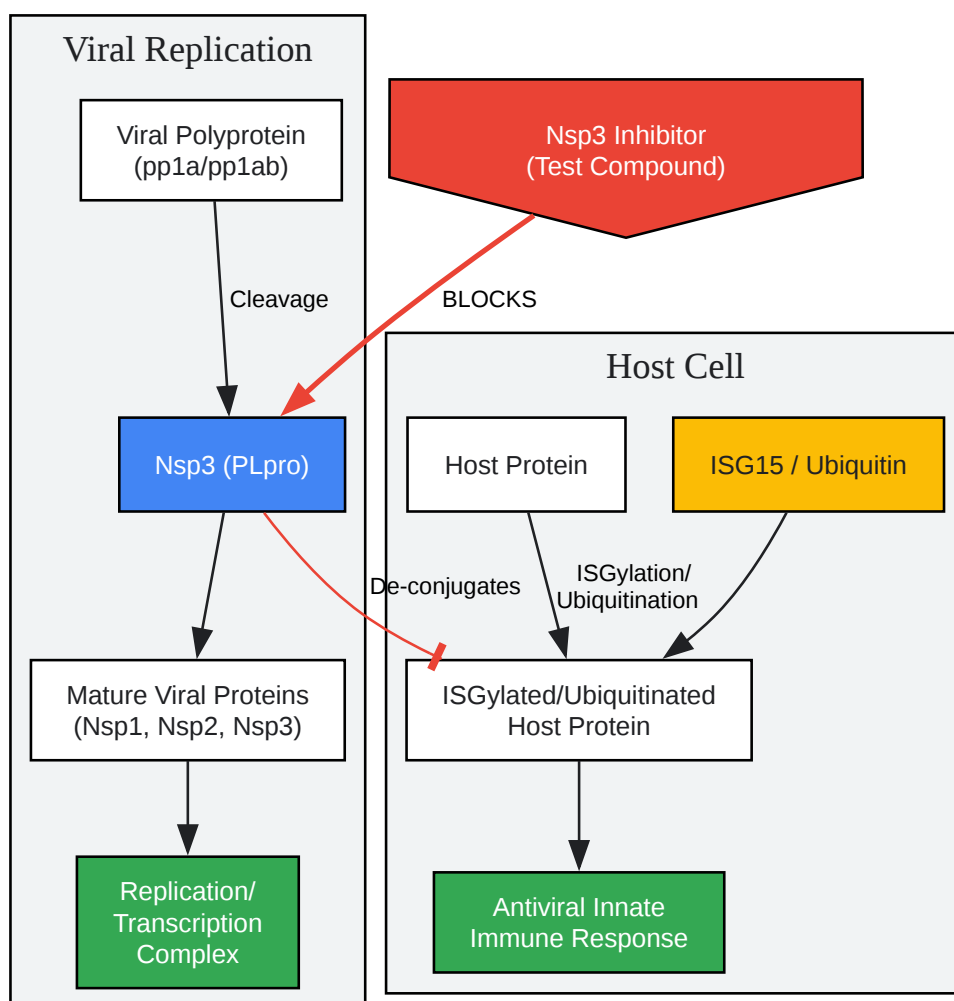 Viral Replication
Viral Polyprotein
(pp1a/pp1ab)
Nsp3 Inhibitor
(Test Compound)
Cleavage
BLOCKS
Host Cell
Nsp3 (PLpro)
Host Protein
ISG15 / Ubiquitin
De-conjugates
ISGylation/
Ubiquitination
Mature Viral Proteins
(Nsp1, Nsp2, Nsp3)
ISGylated/Ubiquitinated
Host Protein
Replication/
Transcription
Complex
Antiviral Innate
Immune Response